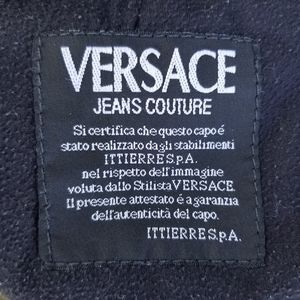 VERSACE
JEANS COUTURE
Si certifica che questo capo é
stato realizzato dagli stabilimenti
ITTIERRE S.p.A.
nel rispetto dell'immagine
voluta dallo Stilista VERSACE.
Il presente attestato é a garanzia
dell'autenticità del capo.
ITTIERRE S.p.A.